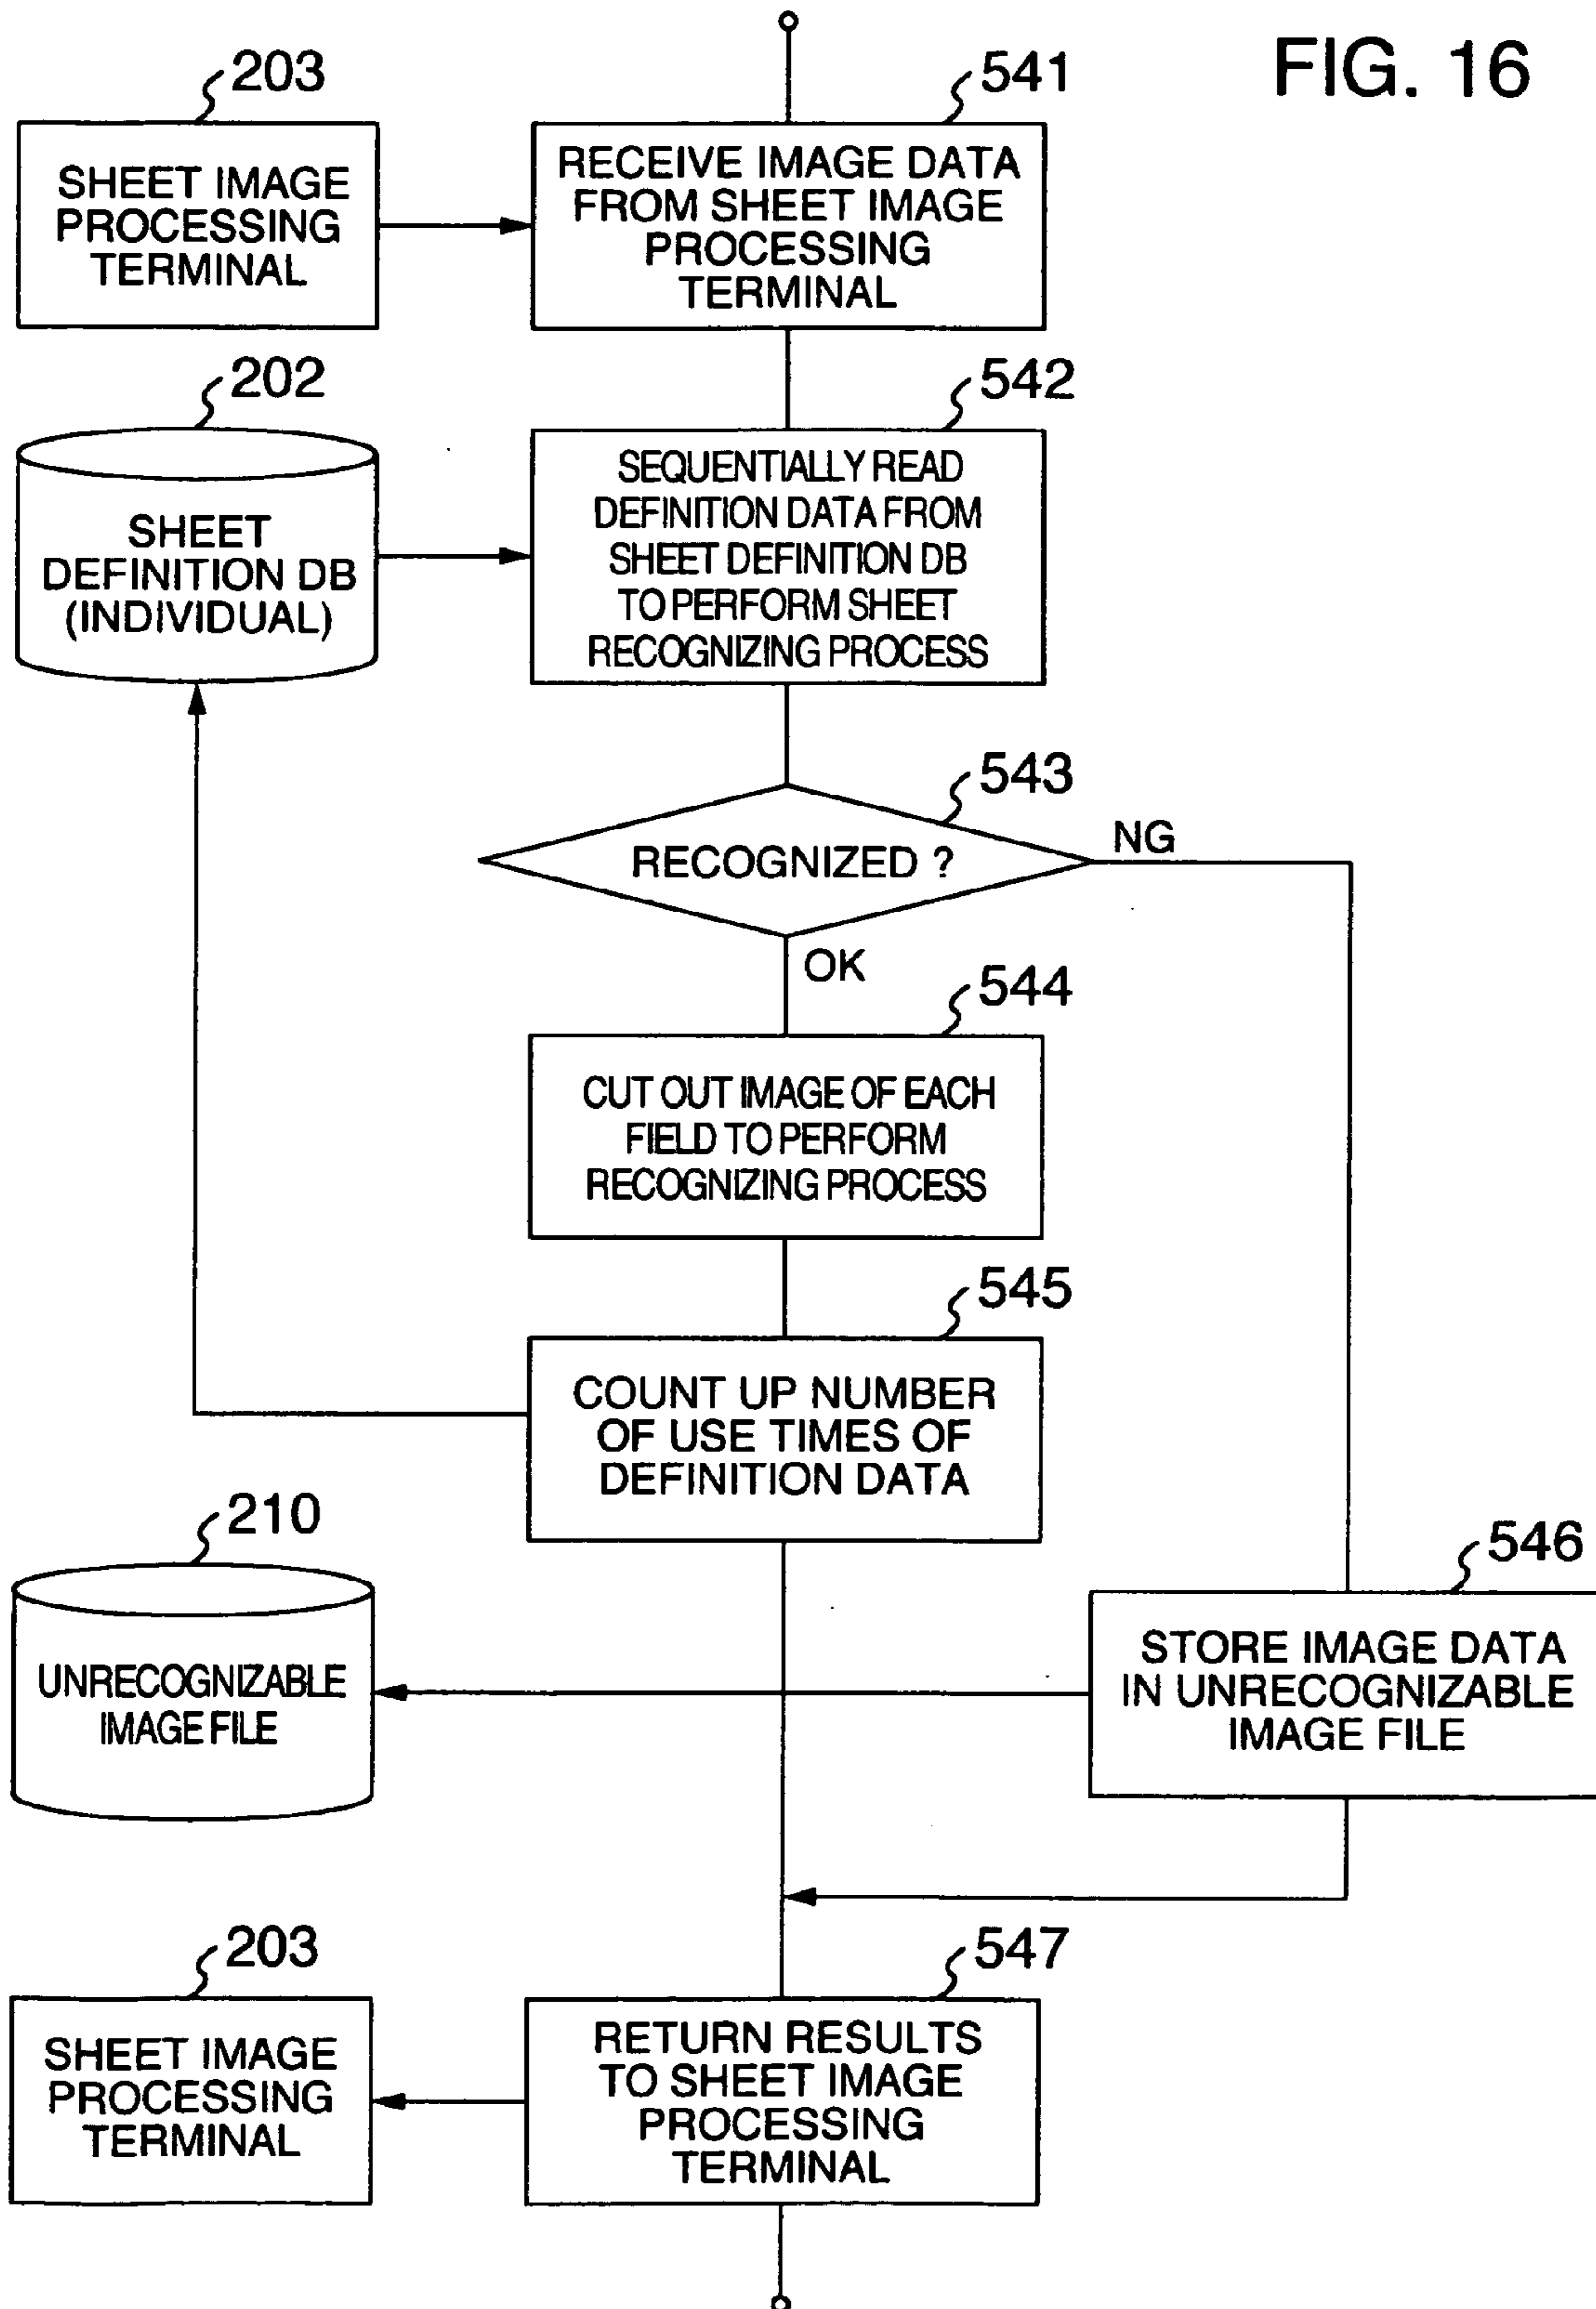 FIG. 16
203
SHEET IMAGE
PROCESSING
TERMINAL
541
RECEIVE IMAGE DATA
FROM SHEET IMAGE
PROCESSING
TERMINAL
202
SHEET
DEFINITION DB
(INDIVIDUAL)
542
SEQUENTIALLY READ
DEFINITION DATA FROM
SHEET DEFINITION DB
TO PERFORM SHEET
RECOGNIZING PROCESS
543
RECOGNIZED ?
NG
OK
544
CUT OUT IMAGE OF EACH
FIELD TO PERFORM
RECOGNIZING PROCESS
545
COUNT UP NUMBER
OF USE TIMES OF
DEFINITION DATA
210
UNRECOGNIZABLE
IMAGE FILE
546
STORE IMAGE DATA
IN UNRECOGNIZABLE
IMAGE FILE
203
SHEET IMAGE
PROCESSING
TERMINAL
547
RETURN RESULTS
TO SHEET IMAGE
PROCESSING
TERMINAL